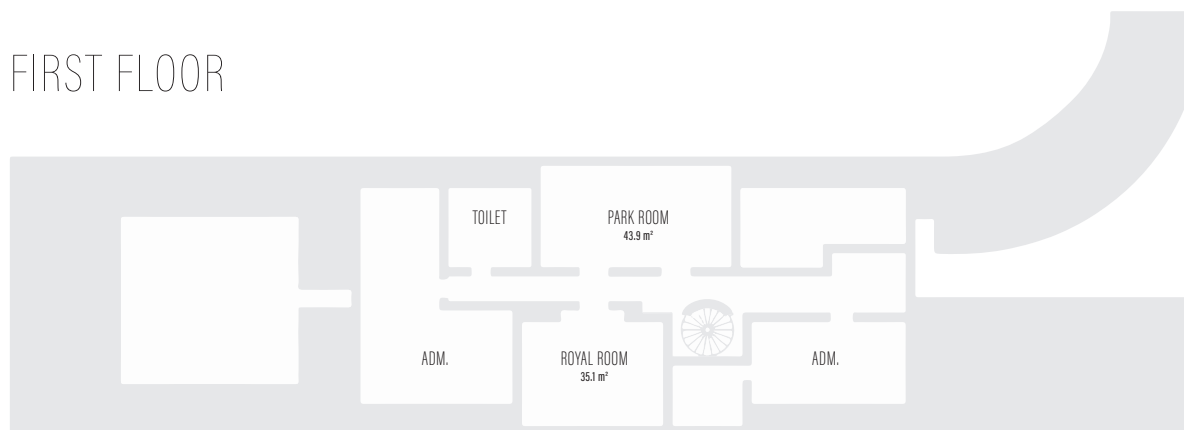 FIRST FLOOR
TOILET
PARK ROOM
43.9 m²
ADM.
ROYAL ROOM
35.1 m²
ADM.